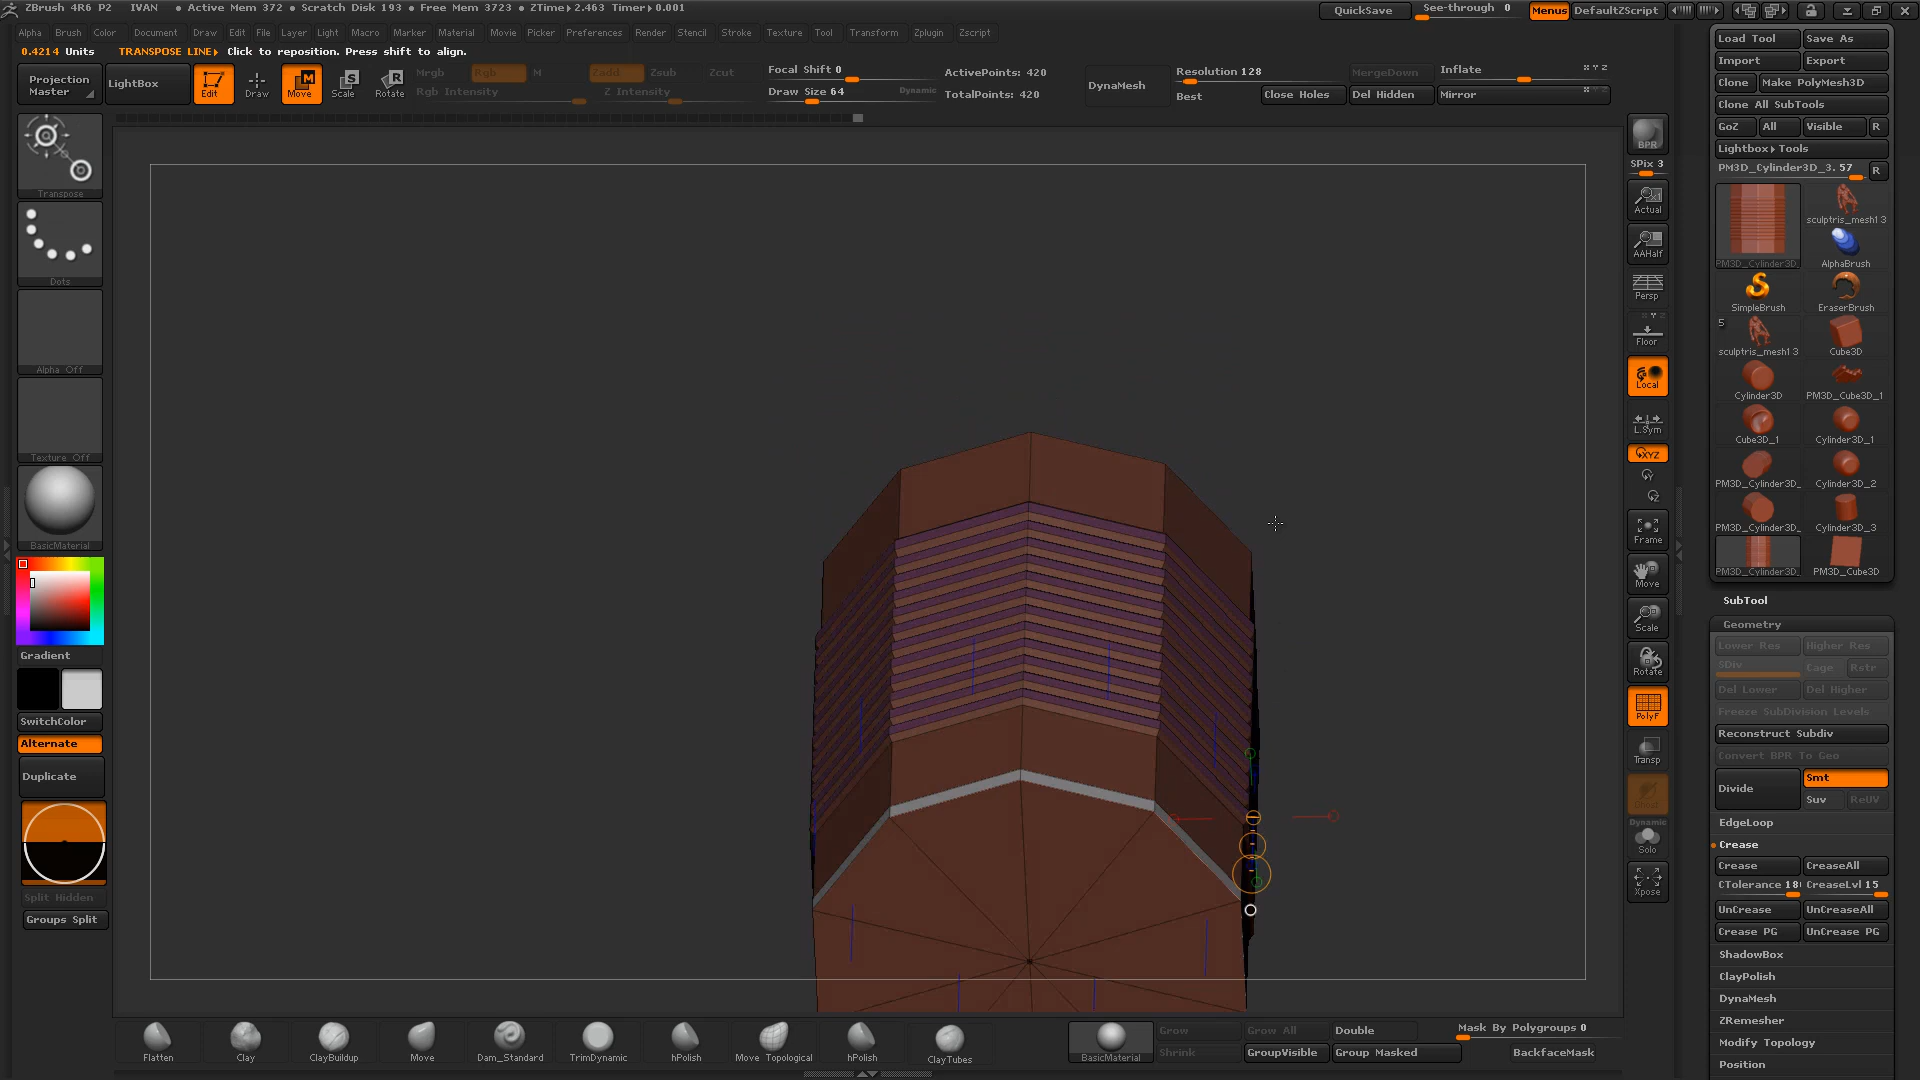 ZBrush 4R6 P2 IVAN • Active Mem 372 • Scratch Disk 193 • Free Mem 3723 • ZTime▸2.463 Timer▸0.001
QuickSave See-through 0 Menus DefaultZScript
Alpha Brush Color Document Draw Edit File Layer Light Macro Marker Material Movie Picker Preferences Render Stencil Stroke Texture Tool Transform Zplugin Zscript
0.4214 Units TRANSPOSE LINE▸ Click to reposition. Press shift to align.
Projection Master
LightBox
Edit
Draw
Move
Scale
Rotate
Mrgb Rgb M
Rgb Intensity
Zadd Zsub Zcut
Z Intensity
Focal Shift 0
Draw Size 64 Dynamic
ActivePoints: 420
TotalPoints: 420
DynaMesh
Resolution 128
Best Close Holes
MergeDown
Del Hidden
Inflate
Mirror
Transpose
Dots
Alpha Off
Texture Off
BasicMaterial
Gradient
SwitchColor
Alternate
Duplicate
Split Hidden
Groups Split
BPR
SPix 3
Actual
AAHalf
Persp
Floor
Local
L.Sym
XYZ
Y
Z
Frame
Move
Scale
Rotate
PolyF
Transp
Ghost
Dynamic
Solo
Xpose
Load Tool Save As
Import Export
Clone Make PolyMesh3D
Clone All SubTools
GoZ All Visible R
Lightbox▸Tools
PM3D_Cylinder3D_3. 57 R
PM3D_Cylinder3D_
sculptris_mesh1 3
AlphaBrush
SimpleBrush EraserBrush
5
sculptris_mesh1 3 Cube3D
Cylinder3D PM3D_Cube3D_1
Cube3D_1 Cylinder3D_1
PM3D_Cylinder3D_ Cylinder3D_2
PM3D_Cylinder3D_ Cylinder3D_3
PM3D_Cylinder3D_ PM3D_Cube3D
SubTool
Geometry
Lower Res Higher Res
SDiv Cage Rstr
Del Lower Del Higher
Freeze SubDivision Levels
Reconstruct Subdiv
Convert BPR To Geo
Divide Smt
Suv ReUV
EdgeLoop
Crease
Crease CreaseAll
CTolerance 18 CreaseLvl 15
UnCrease UnCreaseAll
Crease PG UnCrease PG
ShadowBox
ClayPolish
DynaMesh
ZRemesher
Modify Topology
Position
Flatten Clay ClayBuildup Move Dam_Standard TrimDynamic hPolish Move Topological hPolish ClayTubes
BasicMaterial
Grow Grow All Double Mask By Polygroups 0
Shrink GroupVisible Group Masked BackfaceMask